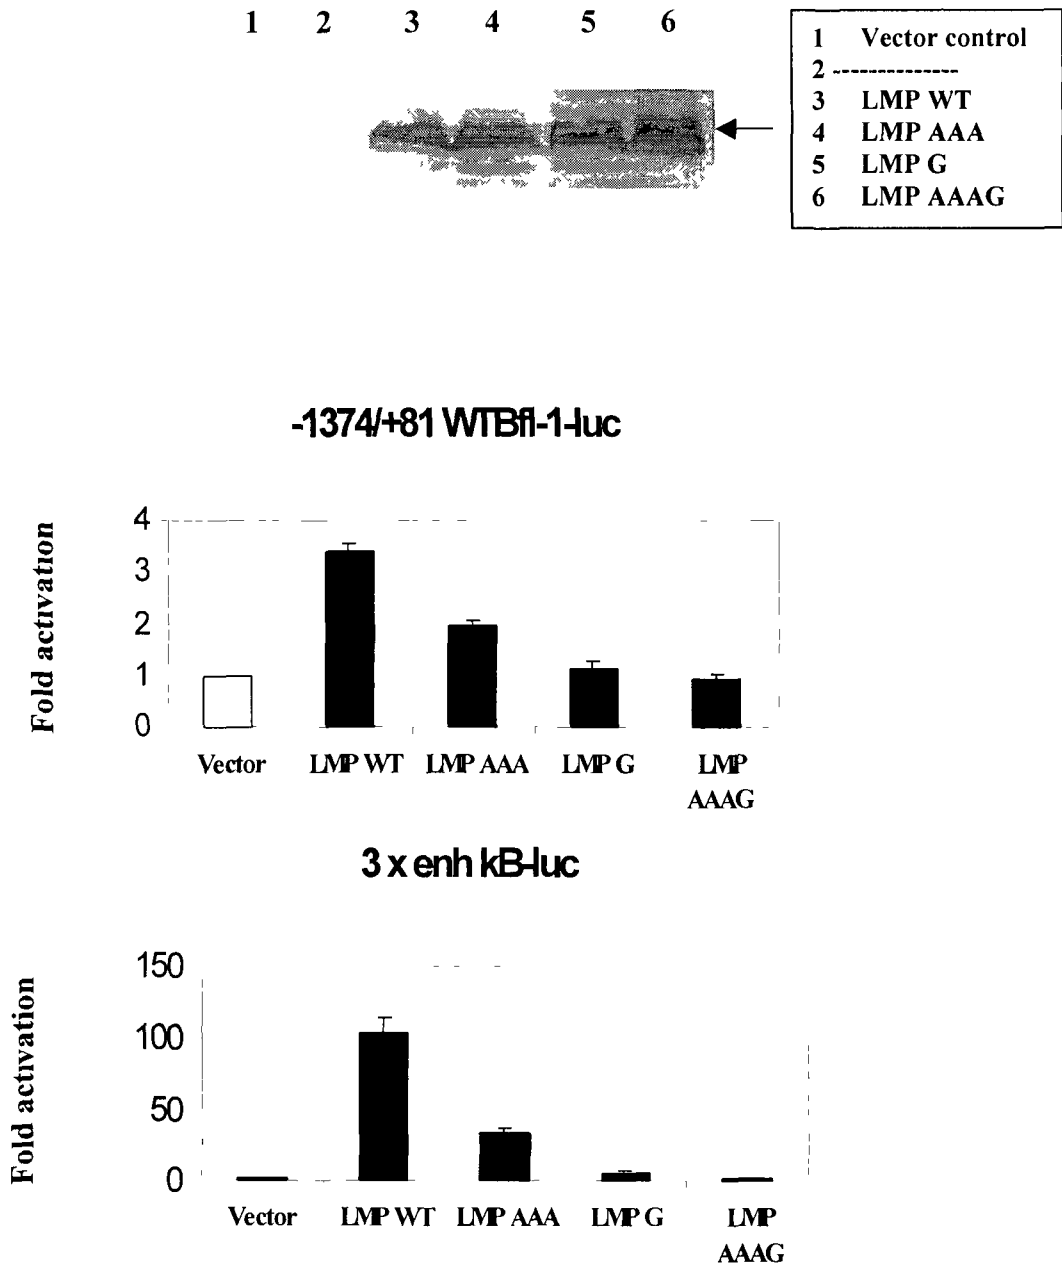 1 2 3 4 5 6
1 Vector control
2 --------------
3 LMP WT
4 LMP AAA
5 LMP G
6 LMP AAAG
-1374/+81 WTBfl-1-luc
Fold activation
4
3
2
1
0
Vector LMP WT LMP AAA LMP G LMP
AAAG
3 x enh kB-luc
Fold activation
150
100
50
0
Vector LMP WT LMP AAA LMP G LMP
AAAG